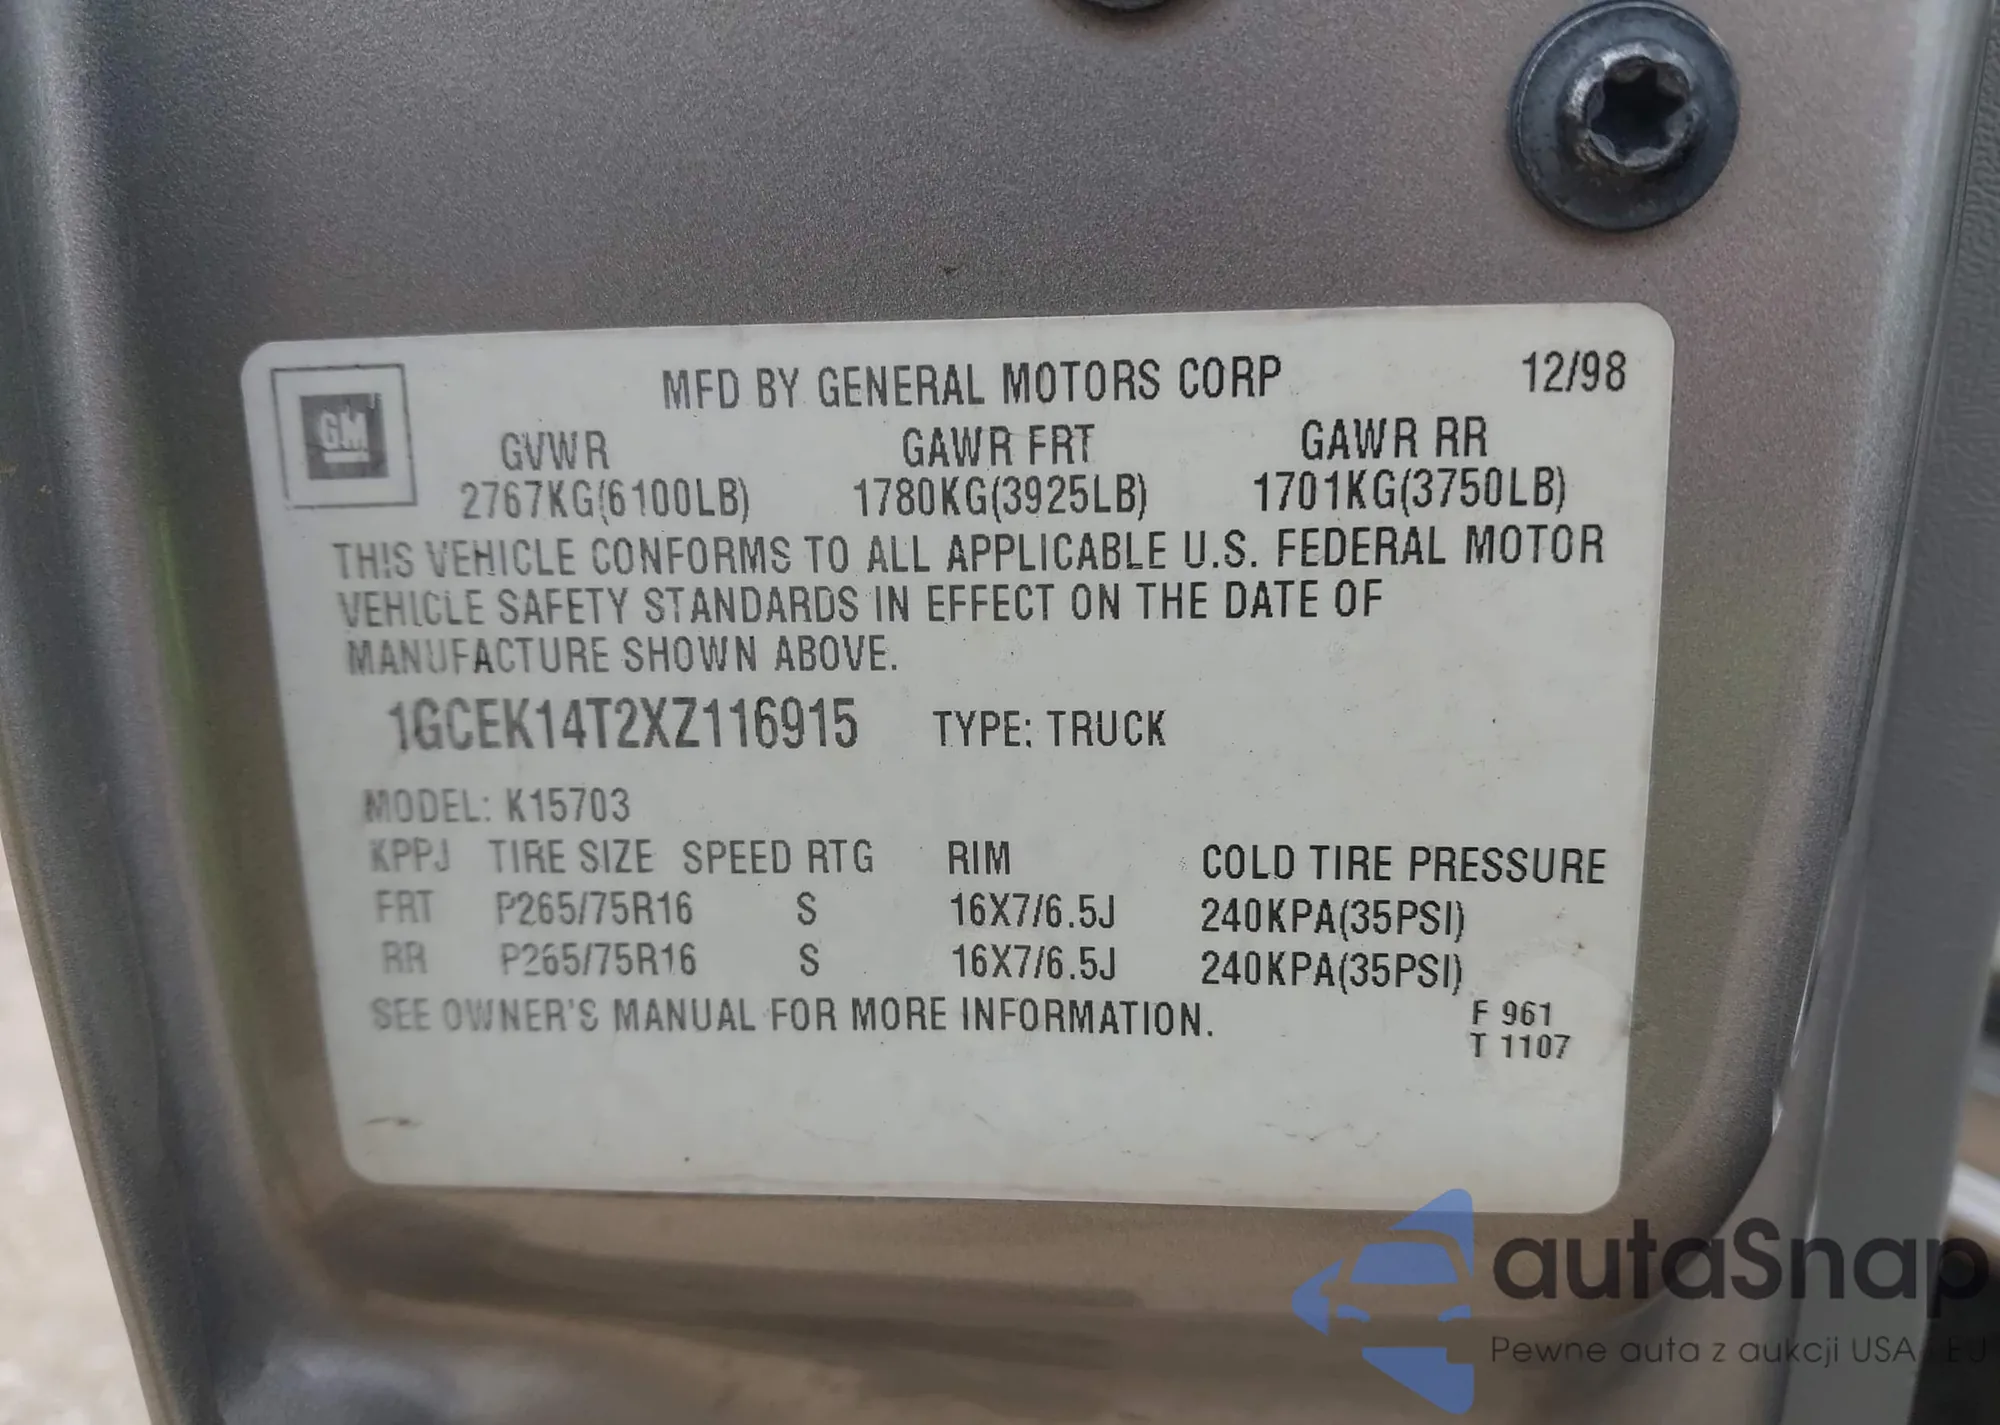 MFD BY GENERAL MOTORS CORP 12/98
GM
GVWR GAWR FRT GAWR RR
2767KG(6100LB) 1780KG(3925LB) 1701KG(3750LB)
THIS VEHICLE CONFORMS TO ALL APPLICABLE U.S. FEDERAL MOTOR
VEHICLE SAFETY STANDARDS IN EFFECT ON THE DATE OF
MANUFACTURE SHOWN ABOVE.
1GCEK14T2XZ116915 TYPE: TRUCK
MODEL: K15703
KPPJ TIRE SIZE SPEED RTG RIM COLD TIRE PRESSURE
FRT P265/75R16 S 16X7/6.5J 240KPA(35PSI)
RR P265/75R16 S 16X7/6.5J 240KPA(35PSI)
SEE OWNER'S MANUAL FOR MORE INFORMATION.
F 961
T 1107
autaSnap
Pewne auta z aukcji USA / EU